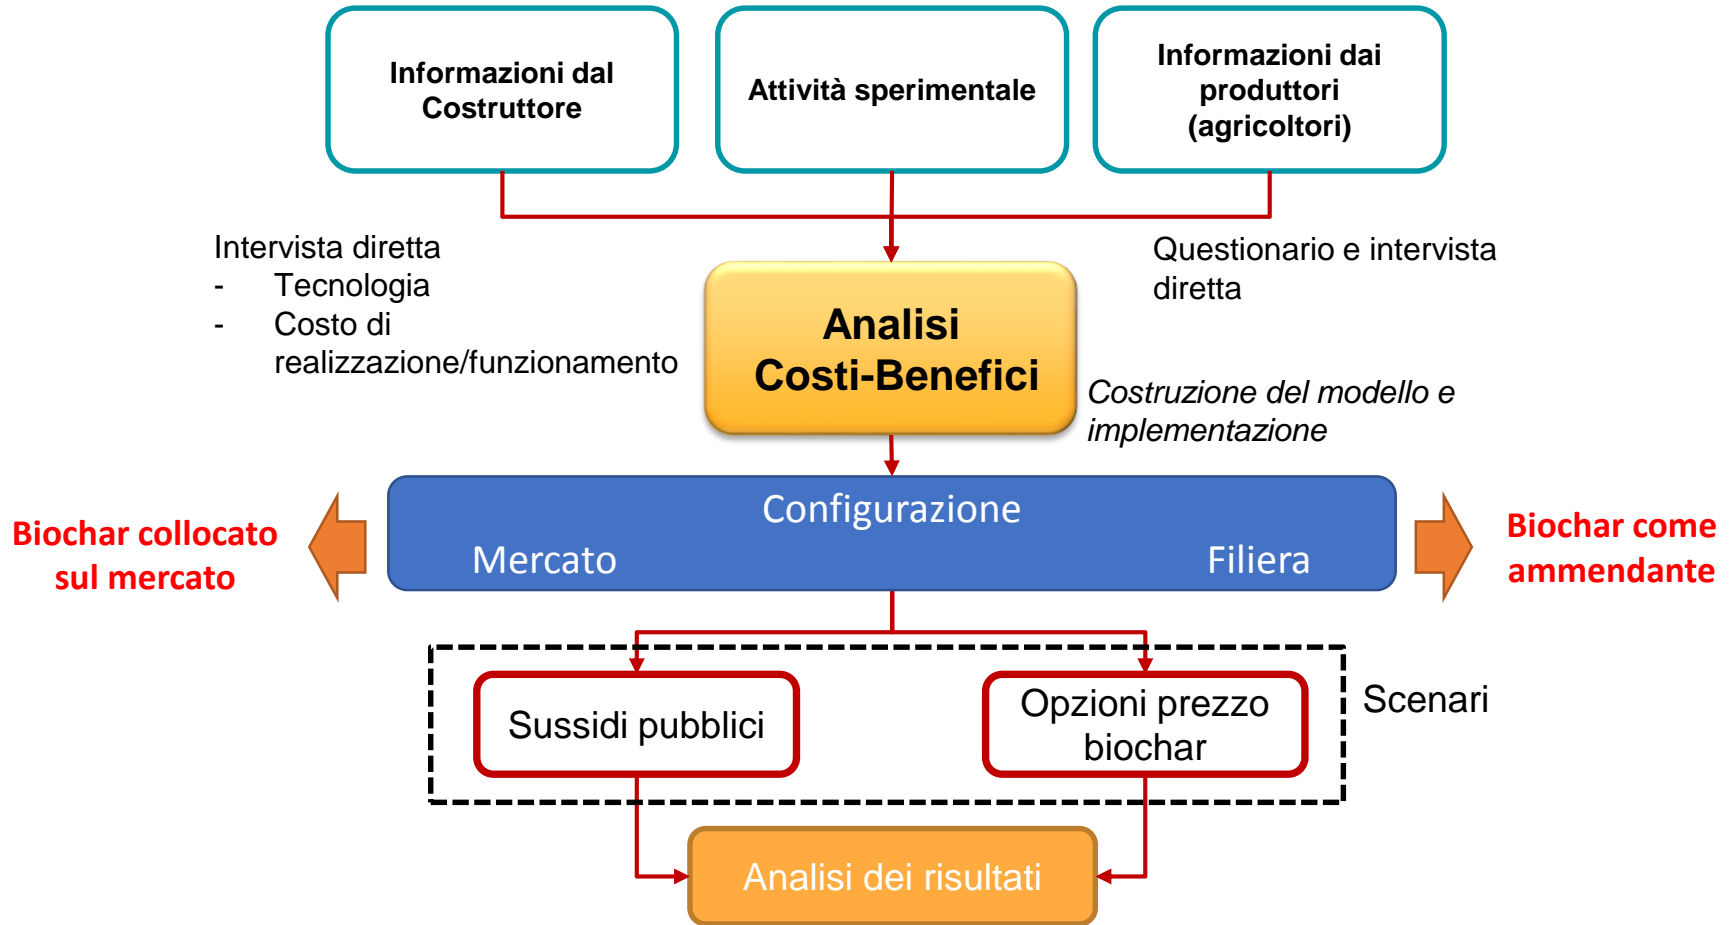 Informazioni dal
Costruttore
Attività sperimentale
Informazioni dai
produttori
(agricoltori)
Intervista diretta
- Tecnologia
- Costo di
realizzazione/funzionamento
Questionario e intervista
diretta
Analisi
Costi-Benefici
Costruzione del modello e
implementazione
Configurazione
Mercato Filiera
Biochar collocato
sul mercato
Biochar come
ammendante
Sussidi pubblici
Opzioni prezzo
biochar
Scenari
Analisi dei risultati